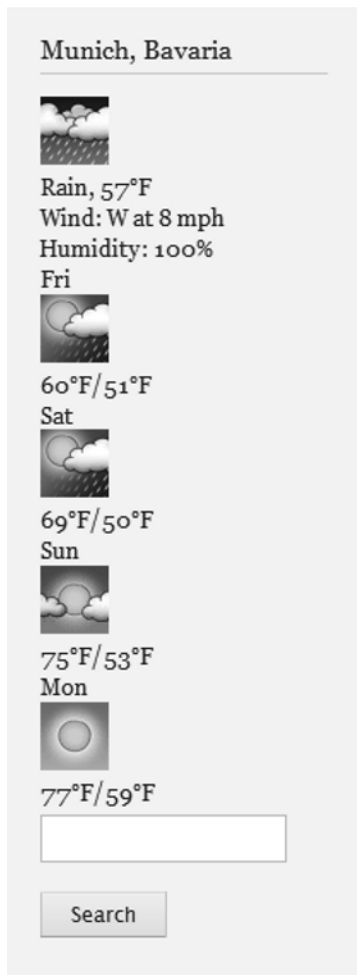 Munich, Bavaria
Rain, 57°F
Wind: W at 8 mph
Humidity: 100%
Fri
60°F/51°F
Sat
69°F/50°F
Sun
75°F/53°F
Mon
77°F/59°F
Search